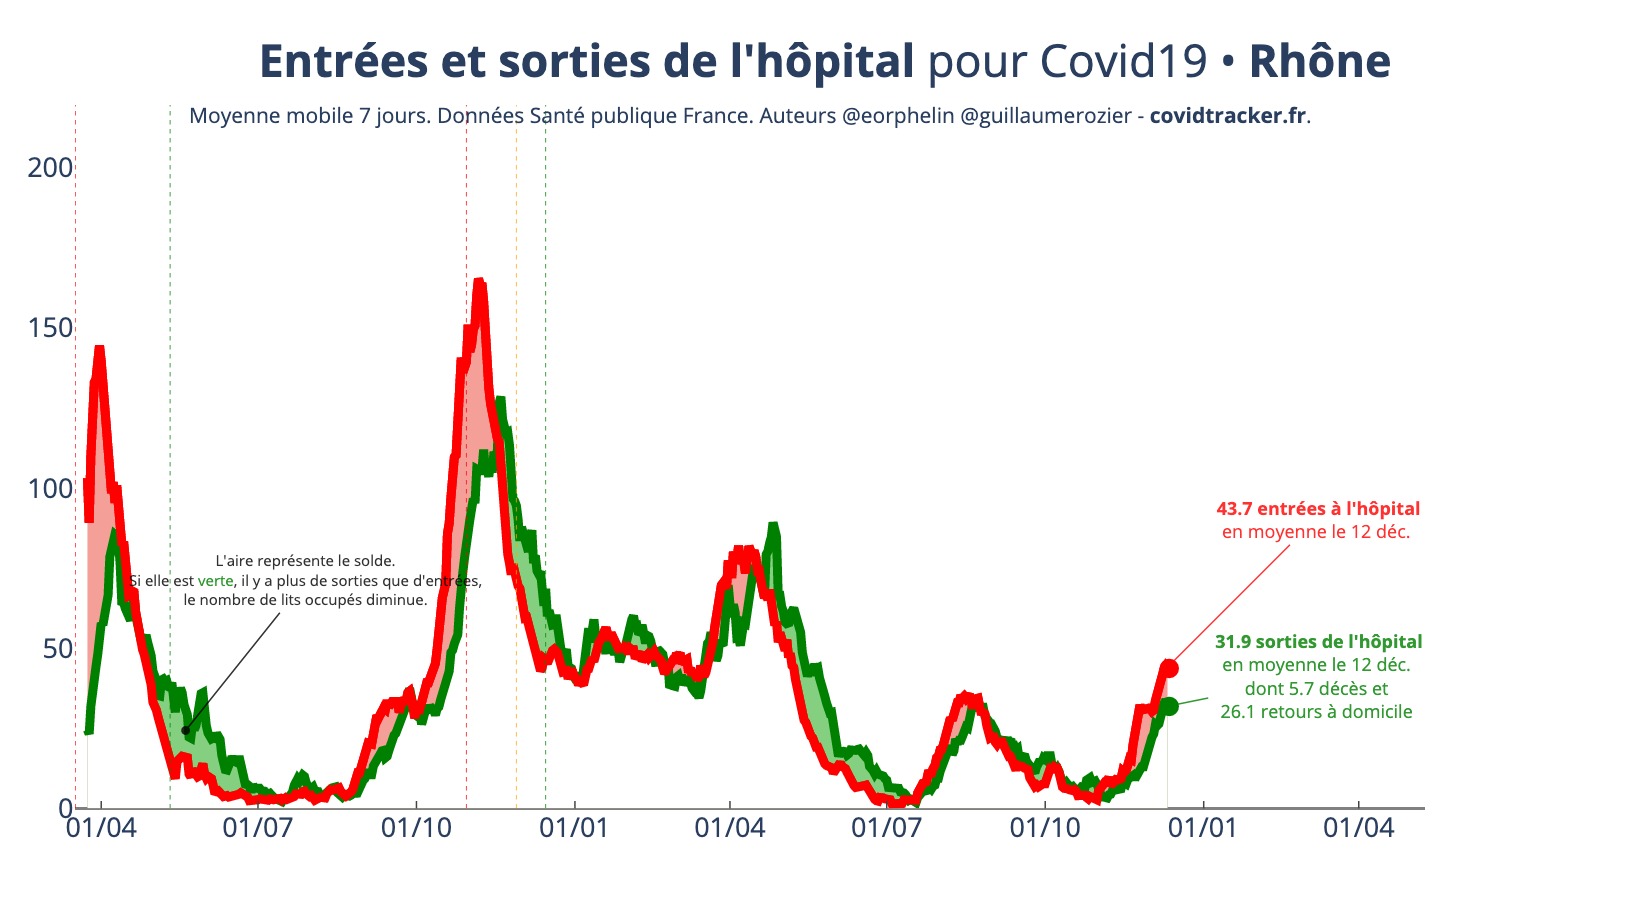 Entrées et sorties de l'hôpital pour Covid19 • Rhône
Moyenne mobile 7 jours. Données Santé publique France. Auteurs @eorphelin @guillaumerozier - covidtracker.fr.
200
150
100
50
0
L'aire représente le solde.
Si elle est verte, il y a plus de sorties que d'entrées,
le nombre de lits occupés diminue.
43.7 entrées à l'hôpital
en moyenne le 12 déc.
31.9 sorties de l'hôpital
en moyenne le 12 déc.
dont 5.7 décès et
26.1 retours à domicile
01/04 01/07 01/10 01/01 01/04 01/07 01/10 01/01 01/04